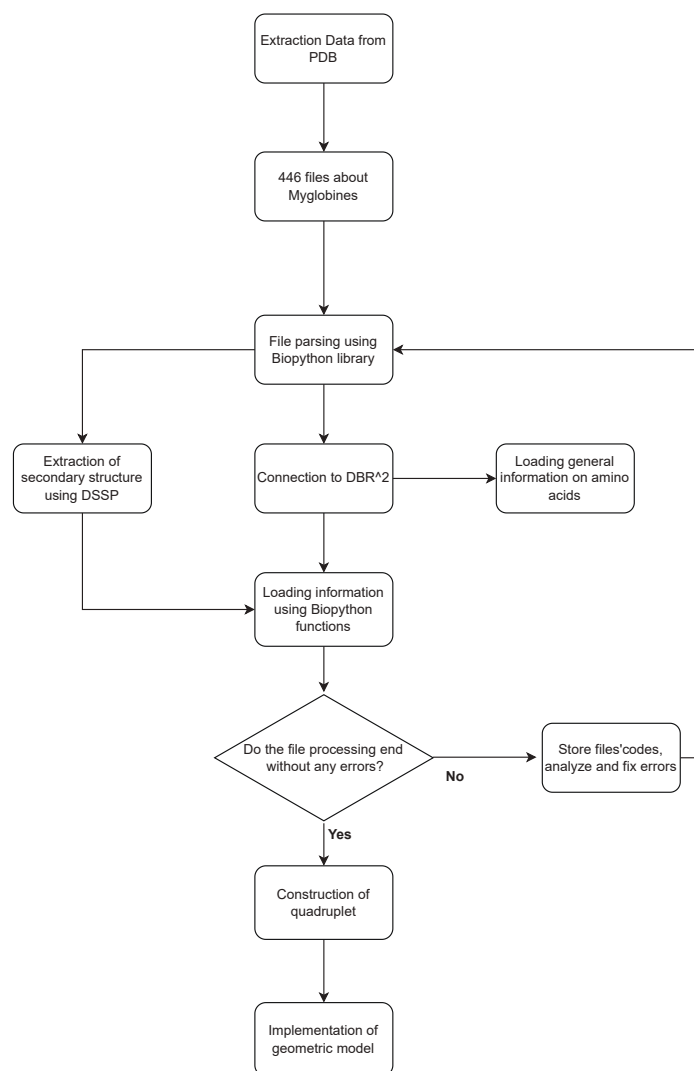 Extraction Data from
PDB
446 files about
Myglobines
File parsing using
Biopython library
Extraction of
secondary structure
using DSSP
Connection to DBR^2
Loading general
information on amino
acids
Loading information
using Biopython
functions
Do the file processing end
without any errors?
No
Store files'codes,
analyze and fix errors
Yes
Construction of
quadruplet
Implementation of
geometric model